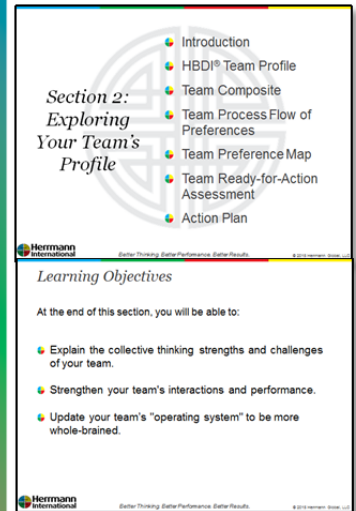 Section 2:
Exploring
Your Team's
Profile
Introduction
HBDI® Team Profile
Team Composite
Team Process Flow of
Preferences
Team Preference Map
Team Ready-for-Action
Assessment
Action Plan
Herrmann
International
Better Thinking. Better Performance. Better Results.
Learning Objectives
At the end of this section, you will be able to:
Explain the collective thinking strengths and challenges
of your team.
Strengthen your team's interactions and performance.
Update your team's "operating system" to be more
whole-brained.
Herrmann
International
Better Thinking. Better Performance. Better Results.